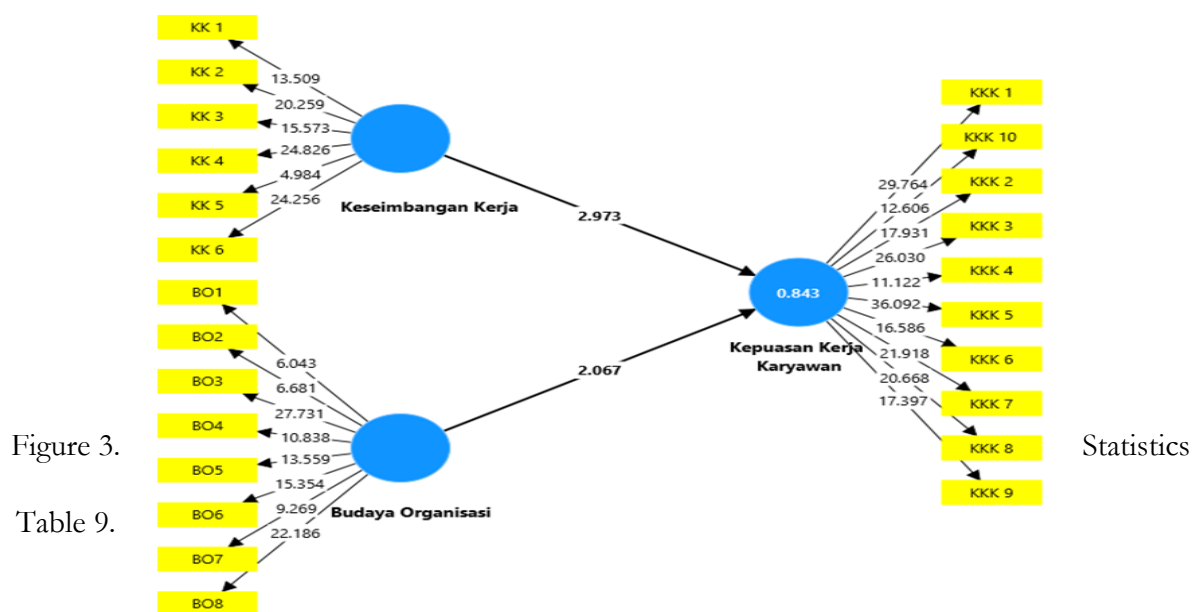 KK 1
KK 2
KK 3
KK 4
KK 5
KK 6
13.509
20.259
15.573
24.826
4.984
24.256
Keseimbangan Kerja
BO1
BO2
BO3
BO4
BO5
BO6
BO7
BO8
6.043
6.681
27.731
10.838
13.559
15.354
9.269
22.186
Budaya Organisasi
2.973
2.067
0.843
Kepuasan Kerja
Karyawan
29.764
12.606
17.931
26.030
11.122
36.092
16.586
21.918
20.668
17.397
KKK 1
KKK 10
KKK 2
KKK 3
KKK 4
KKK 5
KKK 6
KKK 7
KKK 8
KKK 9
Figure 3.
Statistics
Table 9.